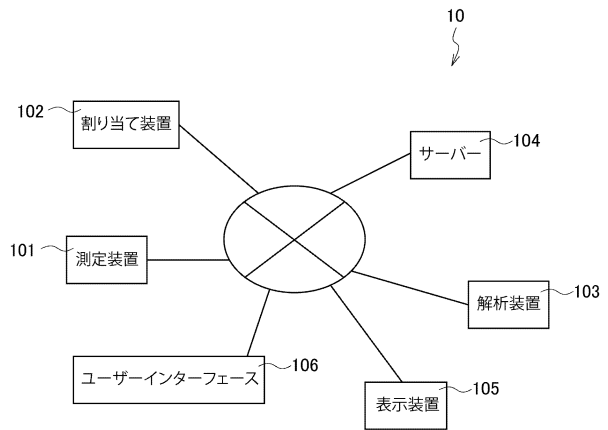 10
102
割り当て装置
サーバー
104
101
測定装置
解析装置
103
ユーザーインターフェース
106
表示装置
105